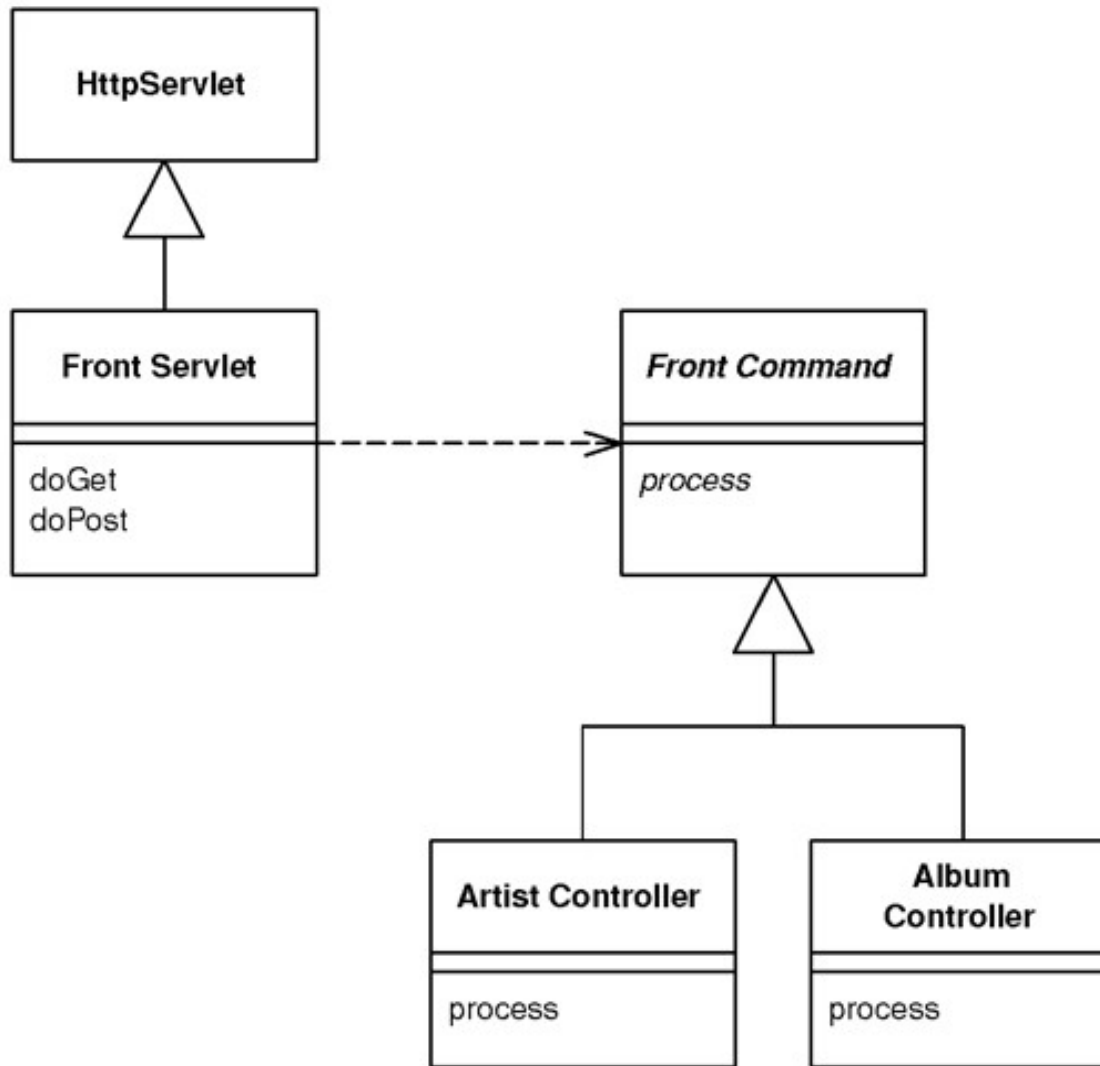 HttpServlet
Front Servlet
doGet
doPost
Front Command
process
Artist Controller
process
Album
Controller
process